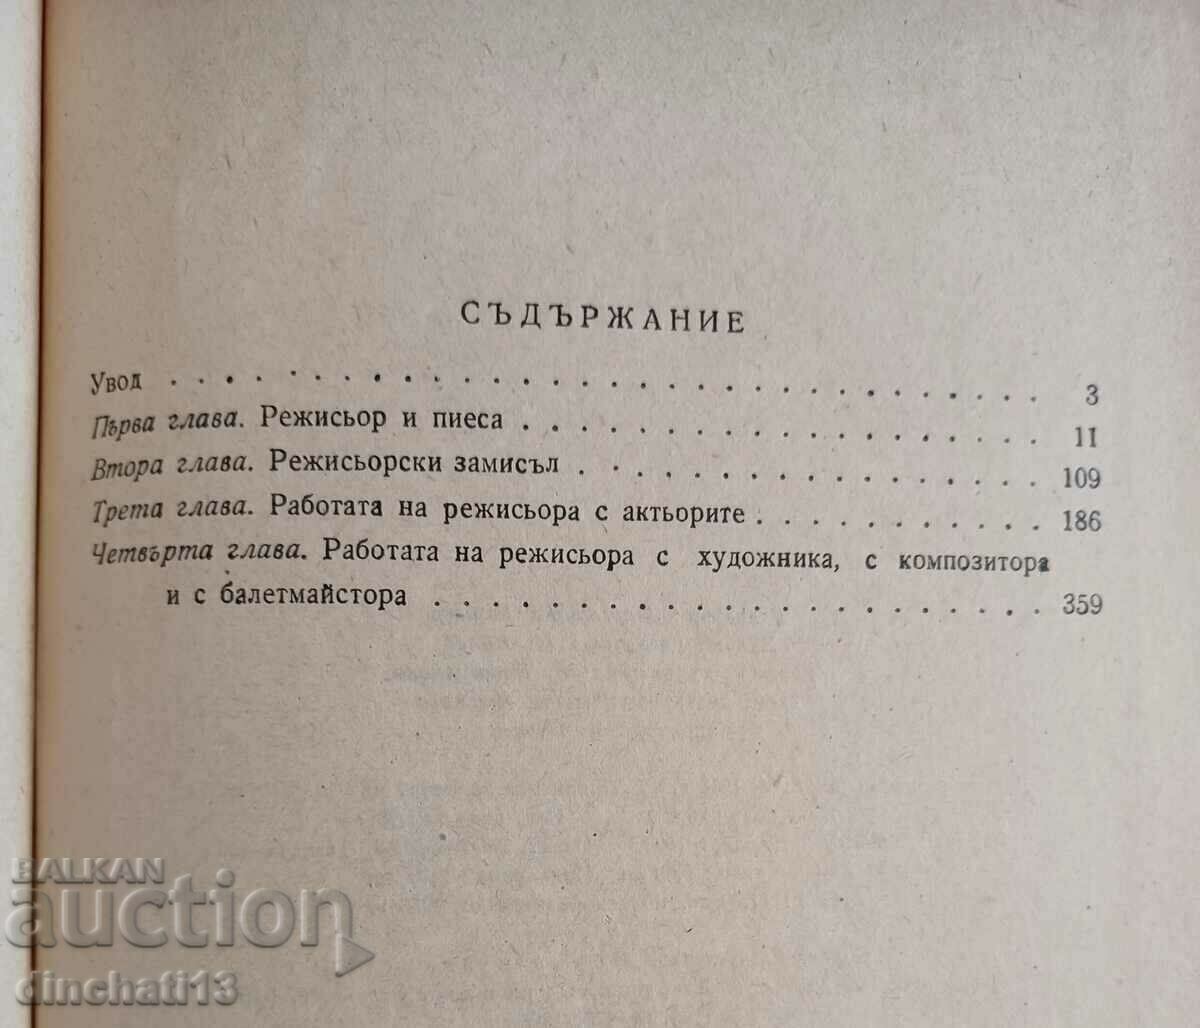 СЪДЪРЖАНИЕ
Увод . . . . . . . . . . . . . . . . . . . . . . . . . . . . . . 3
Първа глава. Режисьор и пиеса . . . . . . . . . . . . . . . . . . . 11
Втора глава. Режисьорски замисъл . . . . . . . . . . . . . . . . . 109
Трета глава. Работата на режисьора с актьорите . . . . . . . . . . 186
Четвърта глава. Работата на режисьора с художника, с композитора
и с балетмайстора . . . . . . . . . . . . . . . . . . . . . . 359
BALKAN
auction
dinchati13